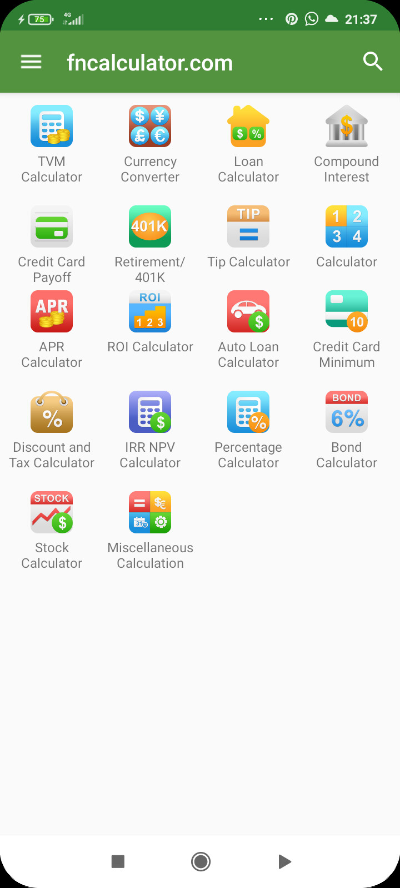 75 4G 21:37
fncalculator.com
TVM Calculator
$ ¥ £ €
Currency Converter
$ %
Loan Calculator
$
Compound Interest
Credit Card Payoff
401K
Retirement/ 401K
TIP
Tip Calculator
1 2 3 4
Calculator
APR
APR Calculator
ROI 1 2 3
ROI Calculator
$
Auto Loan Calculator
10
Credit Card Minimum
%
Discount and Tax Calculator
$
IRR NPV Calculator
%
Percentage Calculator
BOND 6%
Bond Calculator
STOCK $
Stock Calculator
Miscellaneous Calculation